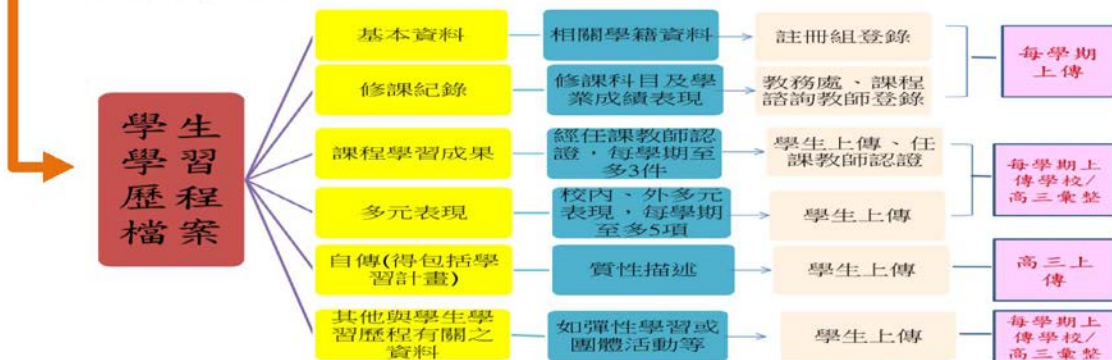 學生
學習
歷程
檔案
基本資料
相關學籍資料
註冊組登錄
修課紀錄
修課科目及學
業成績表現
教務處、課程
諮詢教師登錄
每學期
上傳
課程學習成果
經任課教師認
證，每學期至
多3件
學生上傳、任
課教師認證
多元表現
校內、外多元
表現，每學期
至多5項
學生上傳
每學期上
傳學校/
高三彙整
自傳(得包括學
習計畫)
質性描述
學生上傳
高三上
傳
其他與學生學
習歷程有關之
資料
如彈性學習或
團體活動等
學生上傳
每學期上
傳學校/
高三彙整